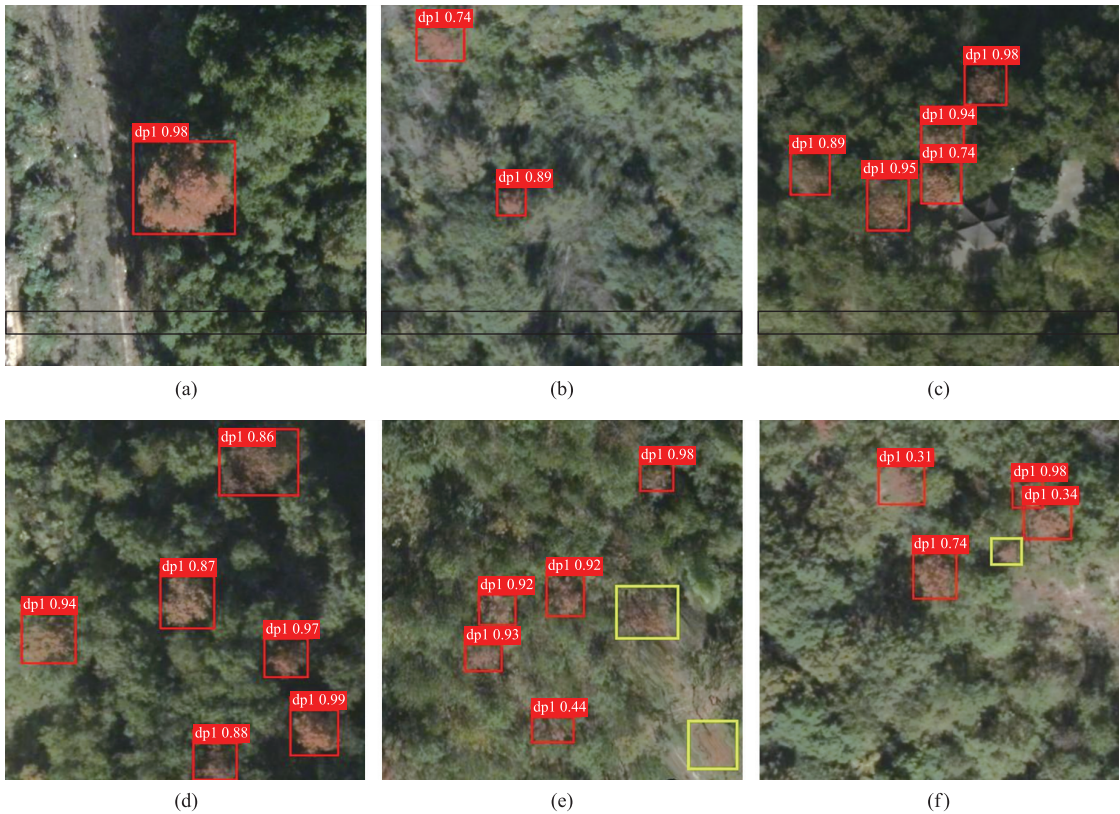 dp1 0.98
(a)
dp1 0.74
dp1 0.89
(b)
dp1 0.98
dp1 0.94
dp1 0.89
dp1 0.74
dp1 0.95
(c)
dp1 0.86
dp1 0.87
dp1 0.94
dp1 0.97
dp1 0.99
dp1 0.88
(d)
dp1 0.98
dp1 0.92
dp1 0.92
dp1 0.93
dp1 0.44
(e)
dp1 0.31
dp1 0.98
dp1 0.34
dp1 0.74
(f)